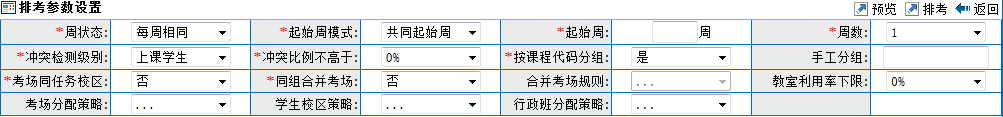 排考参数设置 预览 排考 返回
*周状态: 每周相同 *起始周模式: 共同起始周 *起始周: 周 *周数: 1
*冲突检测级别: 上课学生 *冲突比例不高于: 0% *按课程代码分组: 是 手工分组:
*考场同任务校区: 否 *同组合并考场: 否 合并考场规则: ... 教室利用率下限: 0%
考场分配策略: ... 学生校区策略: ... 行政班分配策略: ...